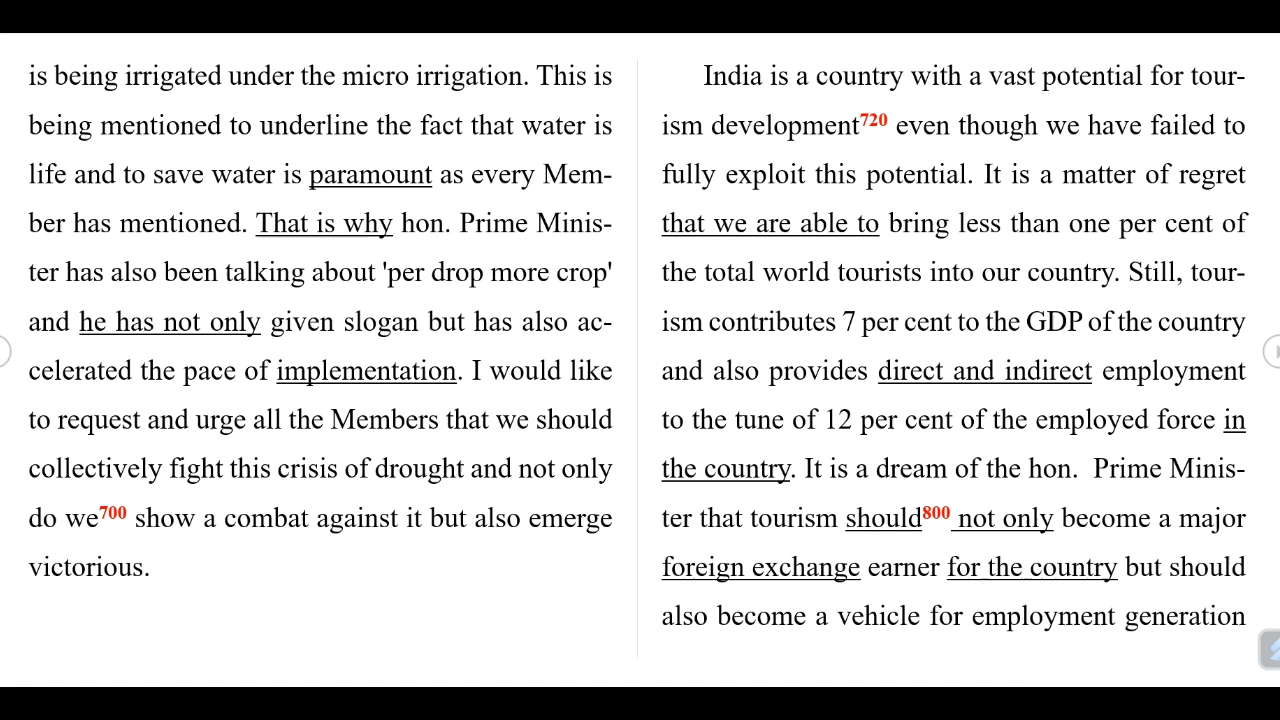 is being irrigated under the micro irrigation. This is
being mentioned to underline the fact that water is
life and to save water is paramount as every Mem-
ber has mentioned. That is why hon. Prime Minis-
ter has also been talking about 'per drop more crop'
and he has not only given slogan but has also ac-
celerated the pace of implementation. I would like
to request and urge all the Members that we should
collectively fight this crisis of drought and not only
do we700 show a combat against it but also emerge
victorious.
India is a country with a vast potential for tour-
ism development720 even though we have failed to
fully exploit this potential. It is a matter of regret
that we are able to bring less than one per cent of
the total world tourists into our country. Still, tour-
ism contributes 7 per cent to the GDP of the country
and also provides direct and indirect employment
to the tune of 12 per cent of the employed force in
the country. It is a dream of the hon. Prime Minis-
ter that tourism should800 not only become a major
foreign exchange earner for the country but should
also become a vehicle for employment generation